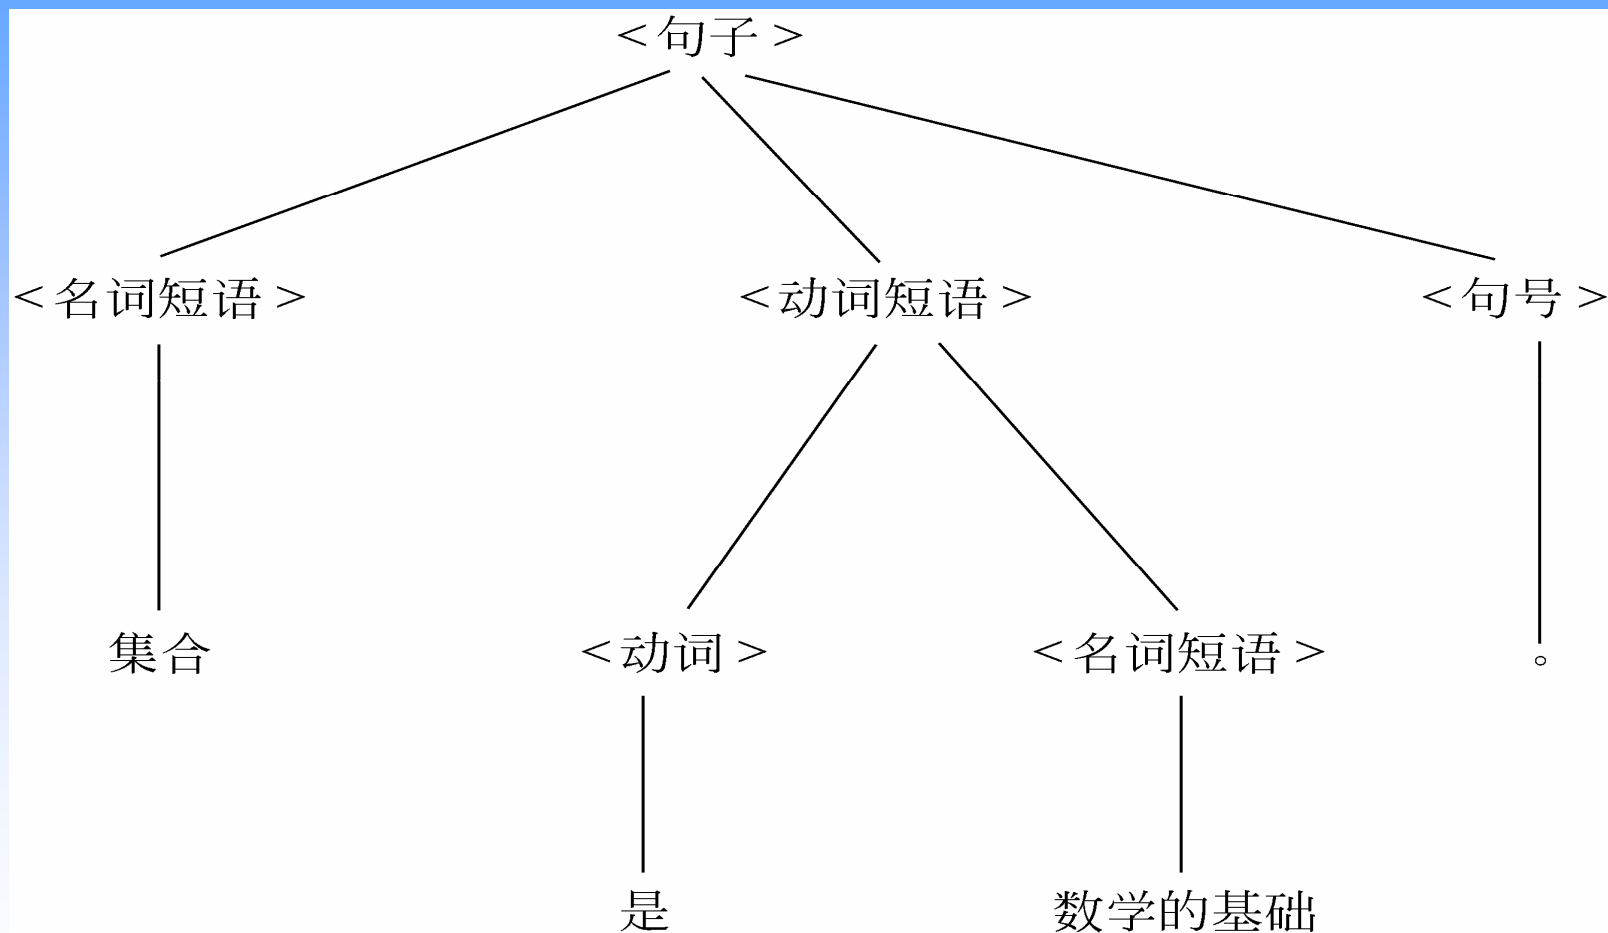 <句子>
<名词短语> <动词短语> <句号>
集合 <动词> <名词短语> 。
是 数学的基础